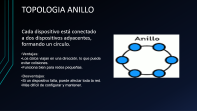 TOPOLOGIA ANILLO
Cada dispositivo está conectado
a dos dispositivos adyacentes,
formando un círculo.
Ventajas:
Los datos viajan en una dirección, lo que puede
evitar colisiones.
Funciona bien para redes pequeñas.
Desventajas:
Si un dispositivo falla, puede afectar toda la red.
Más difícil de configurar y mantener.
Anillo